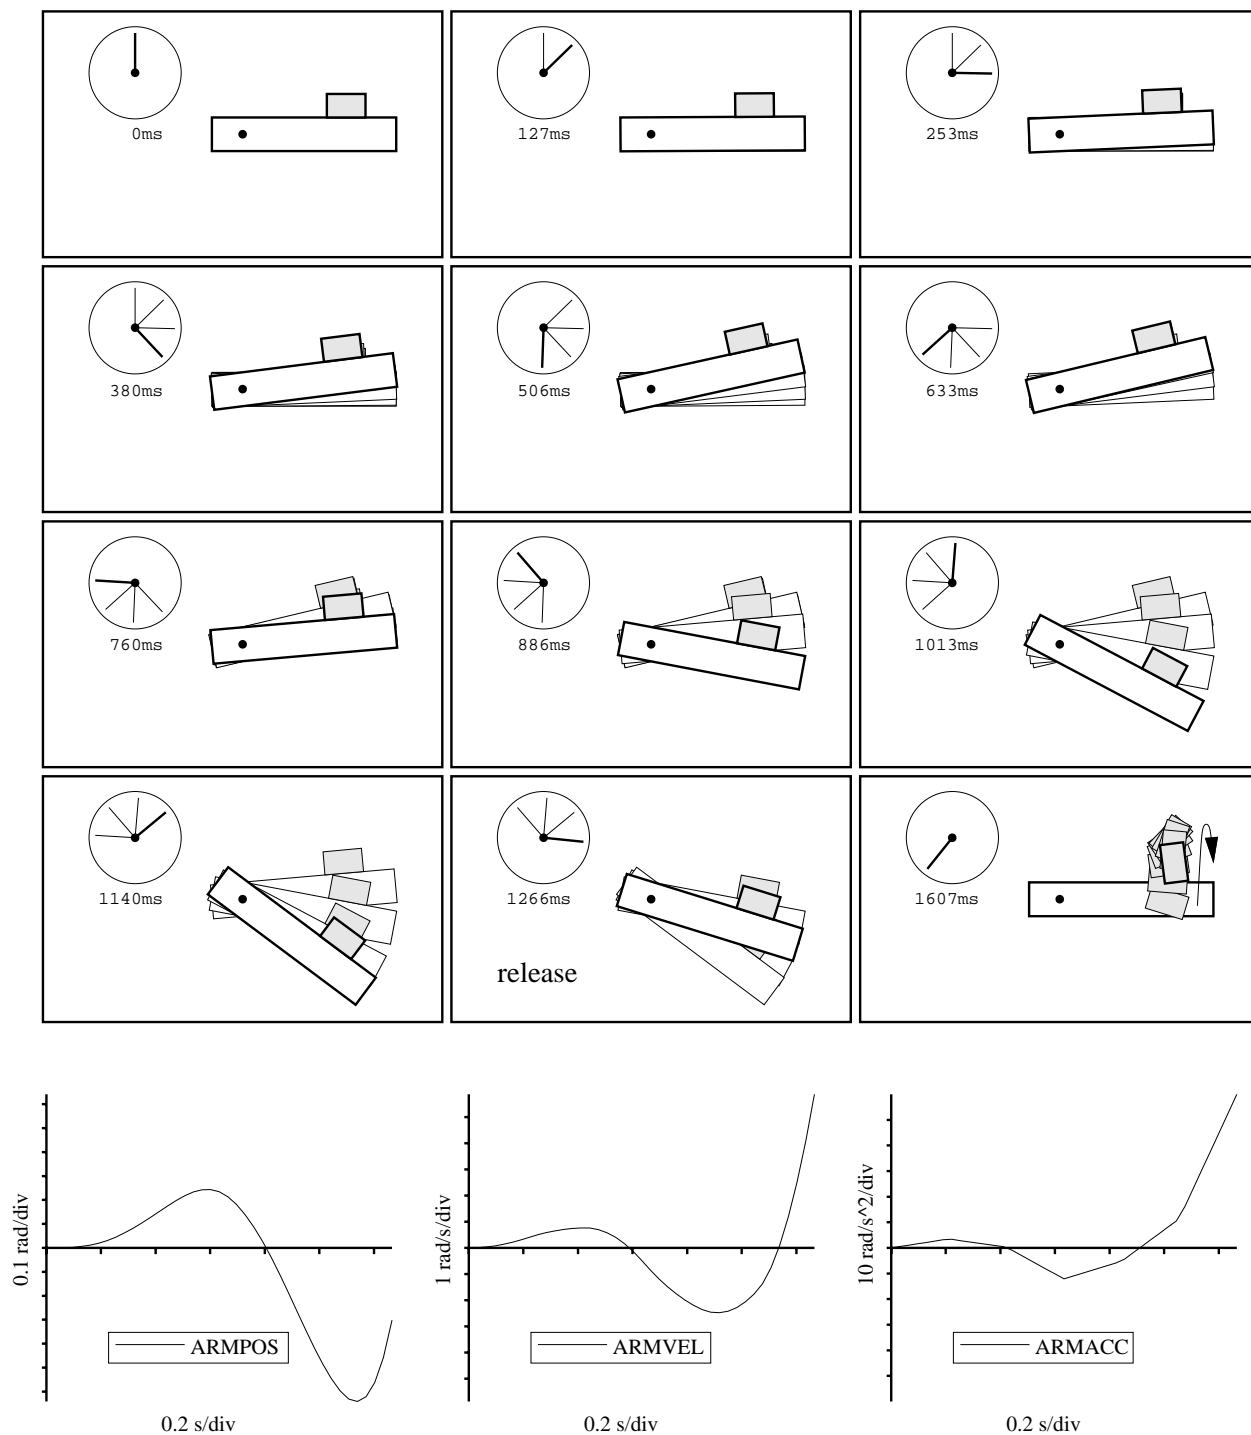 0ms
127ms
253ms
380ms
506ms
633ms
760ms
886ms
1013ms
1140ms
1266ms
1607ms
release
0.1 rad/div
ARMPOS
0.2 s/div
1 rad/s/div
ARMVEL
0.2 s/div
10 rad/s^2/div
ARMACC
0.2 s/div